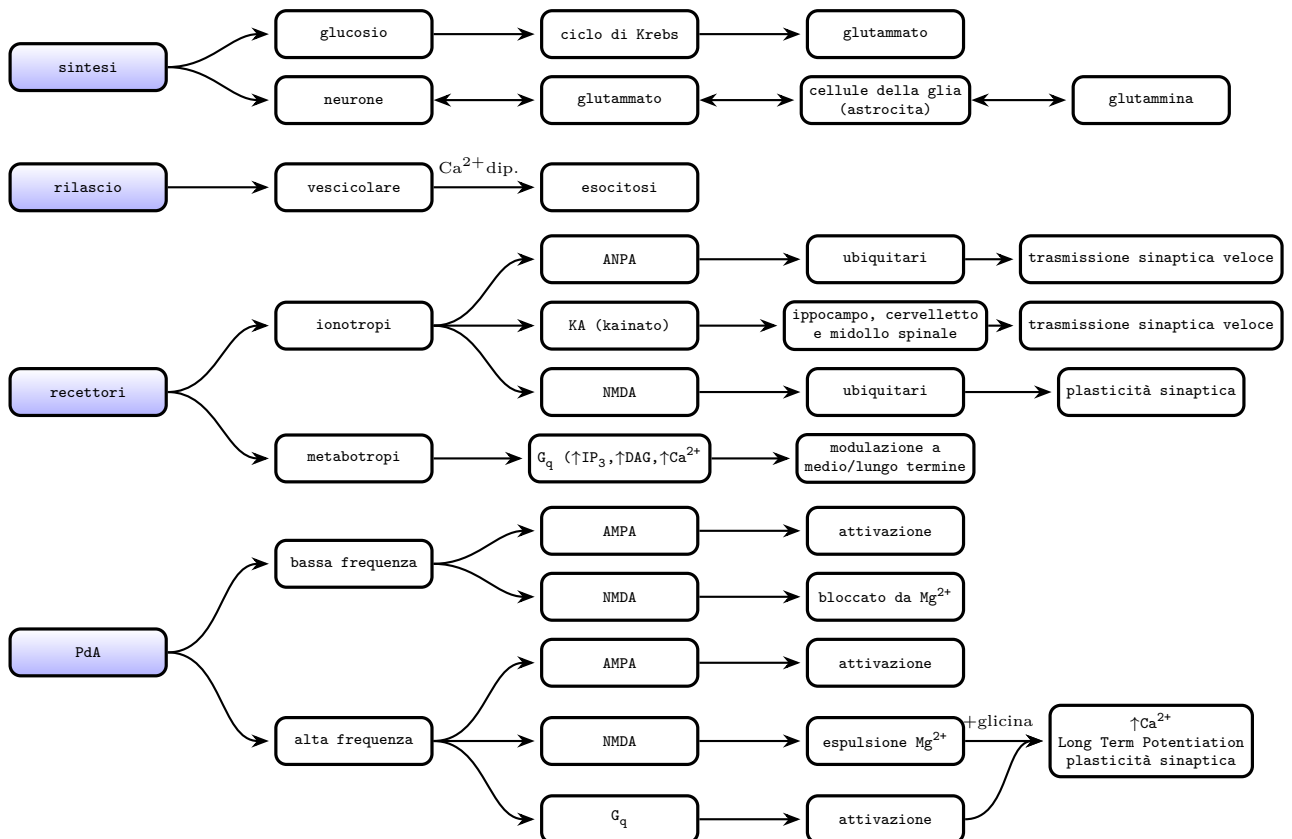 glucosio
ciclo di Krebs
glutammato
sintesi
neurone
glutammato
cellule della glia
(astrocita)
glutammina
rilascio
vescicolare
Ca²⁺dip.
esocitosi
ANPA
ubiquitari
trasmissione sinaptica veloce
ionotropi
KA (kainato)
ippocampo, cervelletto
e midollo spinale
trasmissione sinaptica veloce
recettori
NMDA
ubiquitari
plasticità sinaptica
metabotropi
G_q (↑IP₃,↑DAG,↑Ca²⁺
modulazione a
medio/lungo termine
AMPA
attivazione
bassa frequenza
NMDA
bloccato da Mg²⁺
PdA
AMPA
attivazione
alta frequenza
NMDA
espulsione Mg²⁺
+glicina
↑Ca²⁺
Long Term Potentiation
plasticità sinaptica
G_q
attivazione